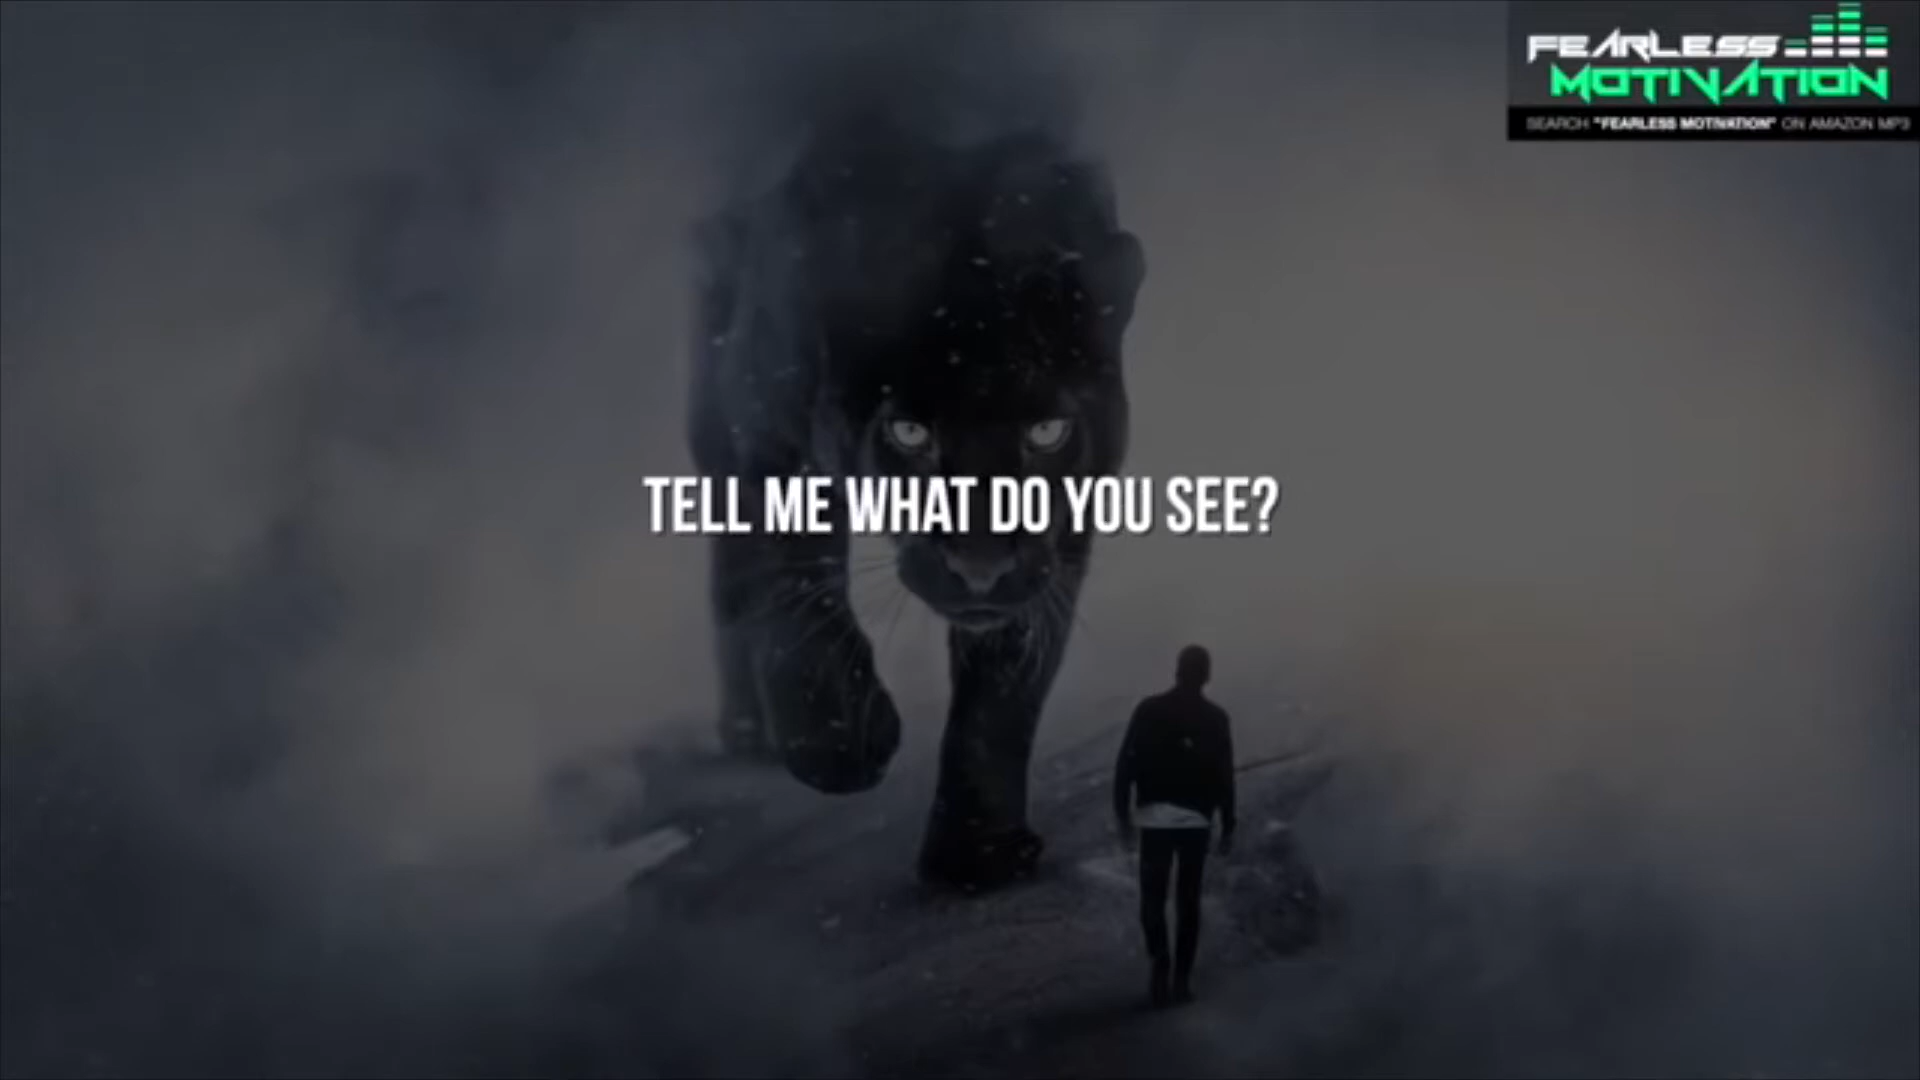 FEARLESS
MOTIVATION
SEARCH "FEARLESS MOTIVATION" ON AMAZON MP3
TELL ME WHAT DO YOU SEE?